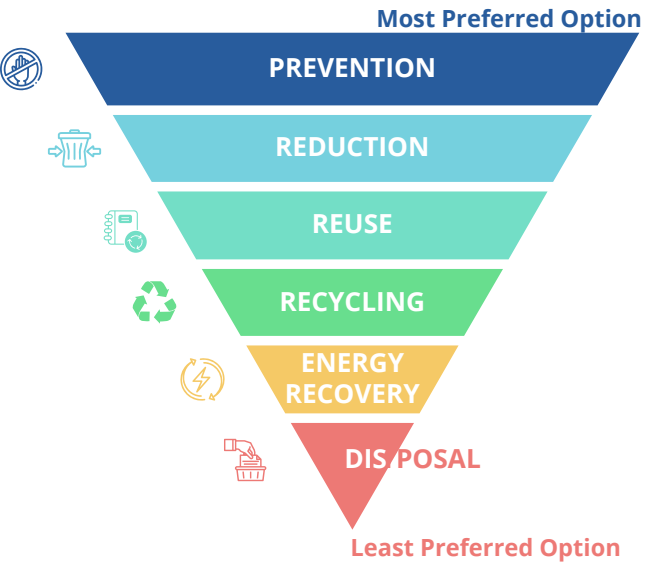 Most Preferred Option
PREVENTION
REDUCTION
REUSE
RECYCLING
ENERGY
RECOVERY
DISPOSAL
Least Preferred Option